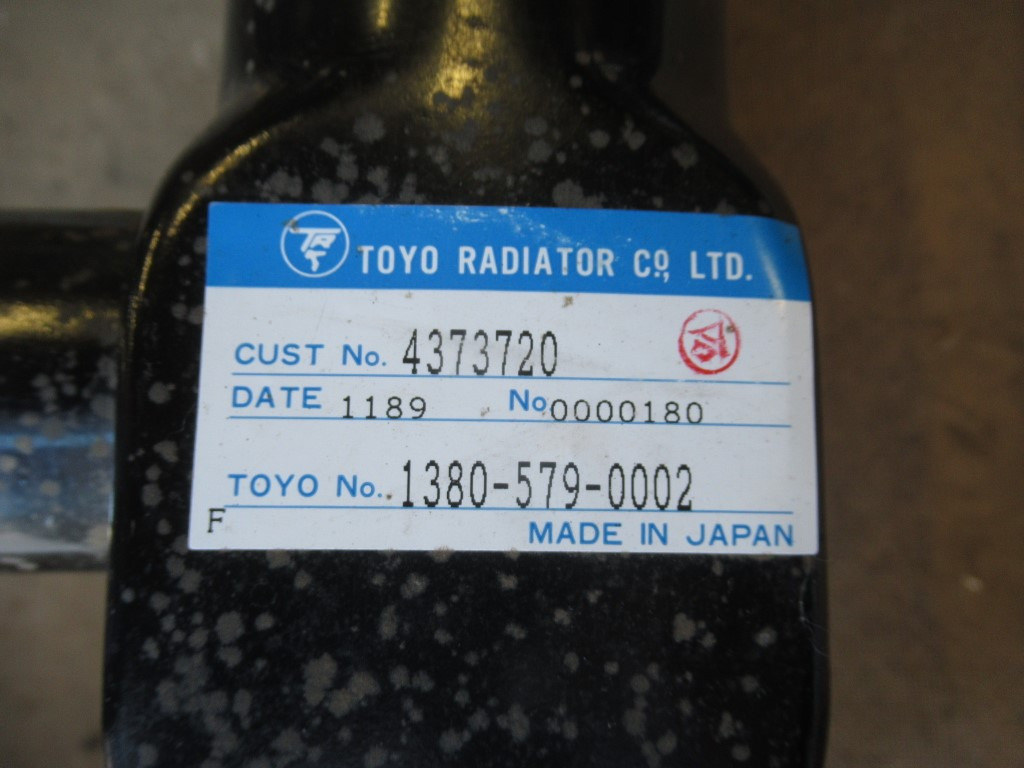 TR TOYO RADIATOR CO., LTD.
CUST No. 4373720
DATE 1189 No 0000180
TOYO No. 1380-579-0002
F MADE IN JAPAN